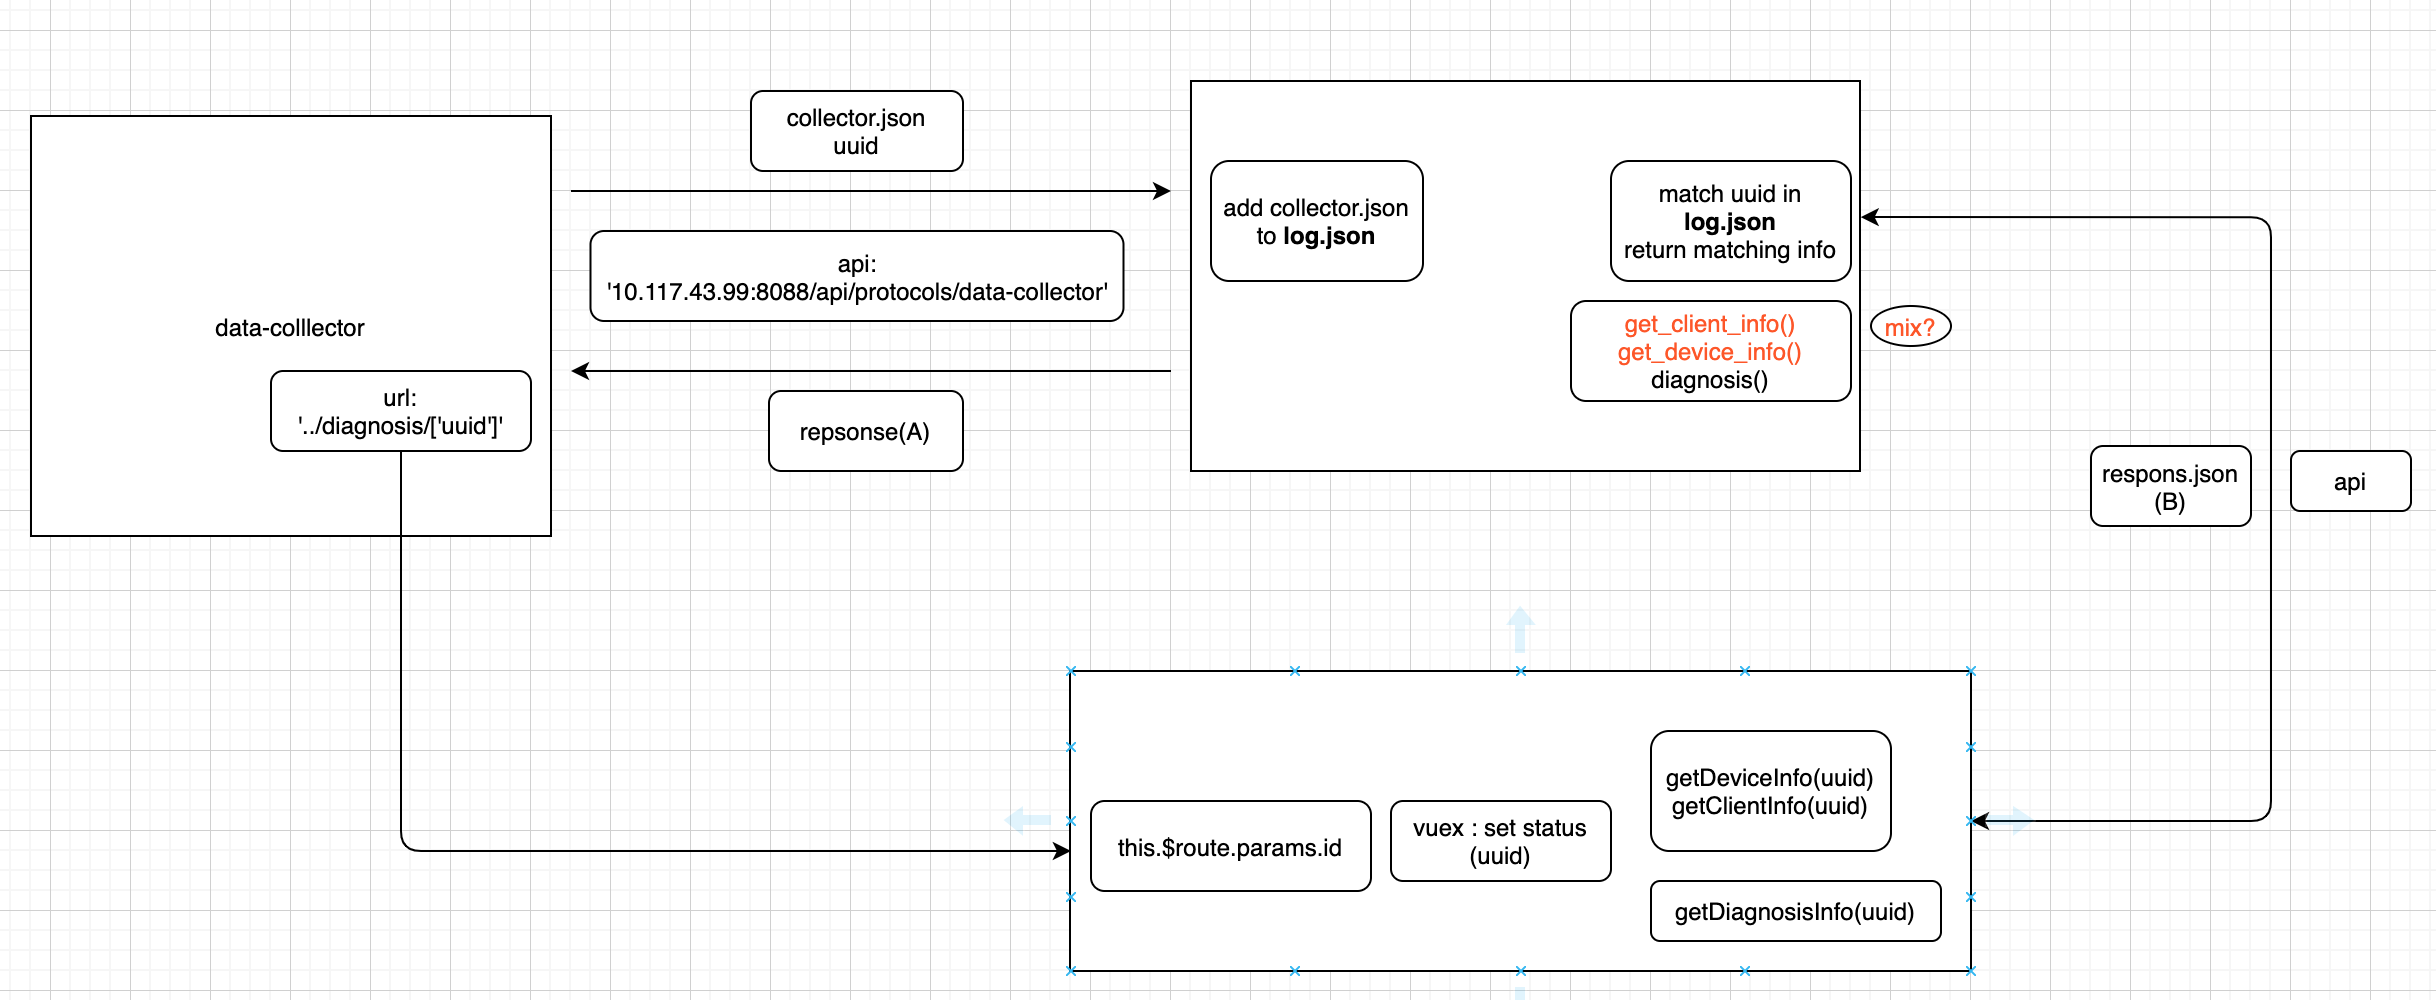 collector.json
uuid
api:
'10.117.43.99:8088/api/protocols/data-collector'
data-colllector
url:
'../diagnosis/['uuid']'
repsonse(A)
add collector.json
to log.json
match uuid in
log.json
return matching info
get_client_info()
get_device_info()
diagnosis()
mix?
respons.json
(B)
api
this.$route.params.id
vuex : set status
(uuid)
getDeviceInfo(uuid)
getClientInfo(uuid)
getDiagnosisInfo(uuid)